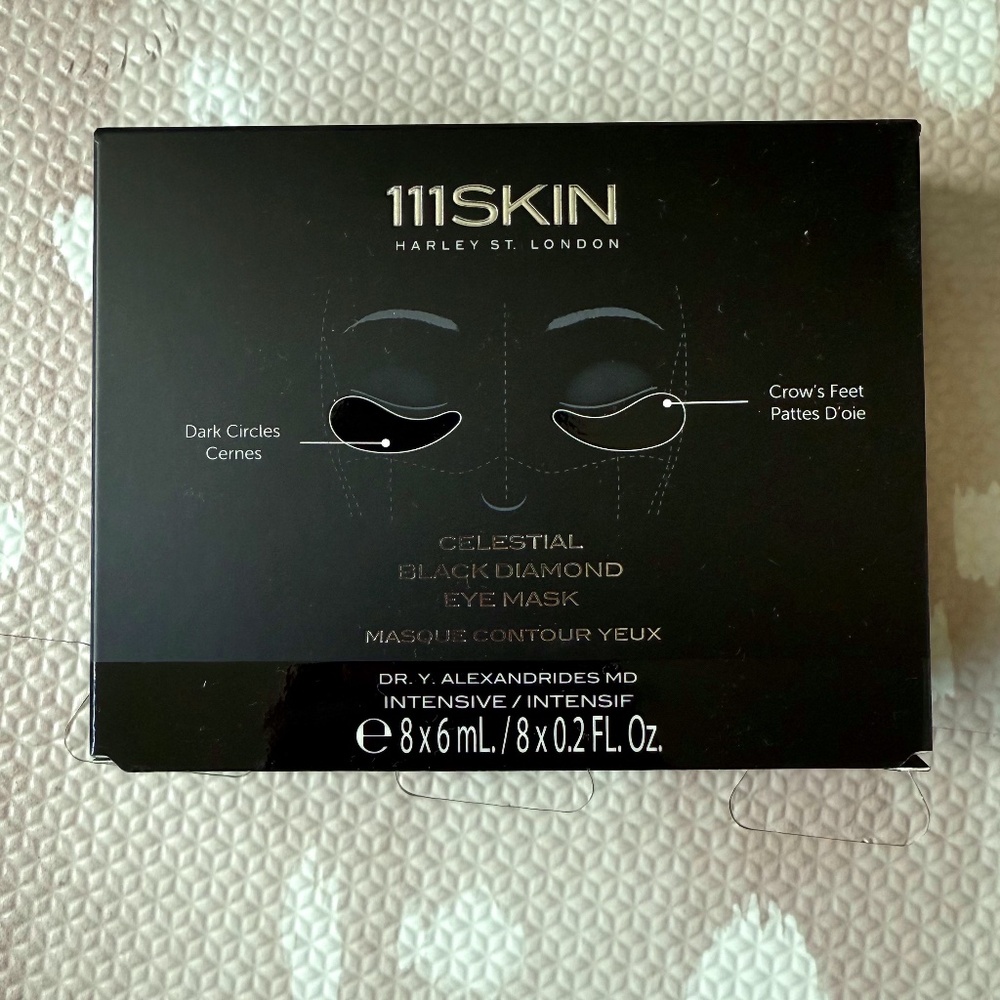 111SKIN
HARLEY ST. LONDON
Crow's Feet
Pattes D'oie
Dark Circles
Cernes
CELESTIAL
BLACK DIAMOND
EYE MASK
MASQUE CONTOUR YEUX
DR. Y. ALEXANDRIDES MD
INTENSIVE / INTENSIF
℮ 8 x 6 mL. / 8 x 0.2 FL. Oz.